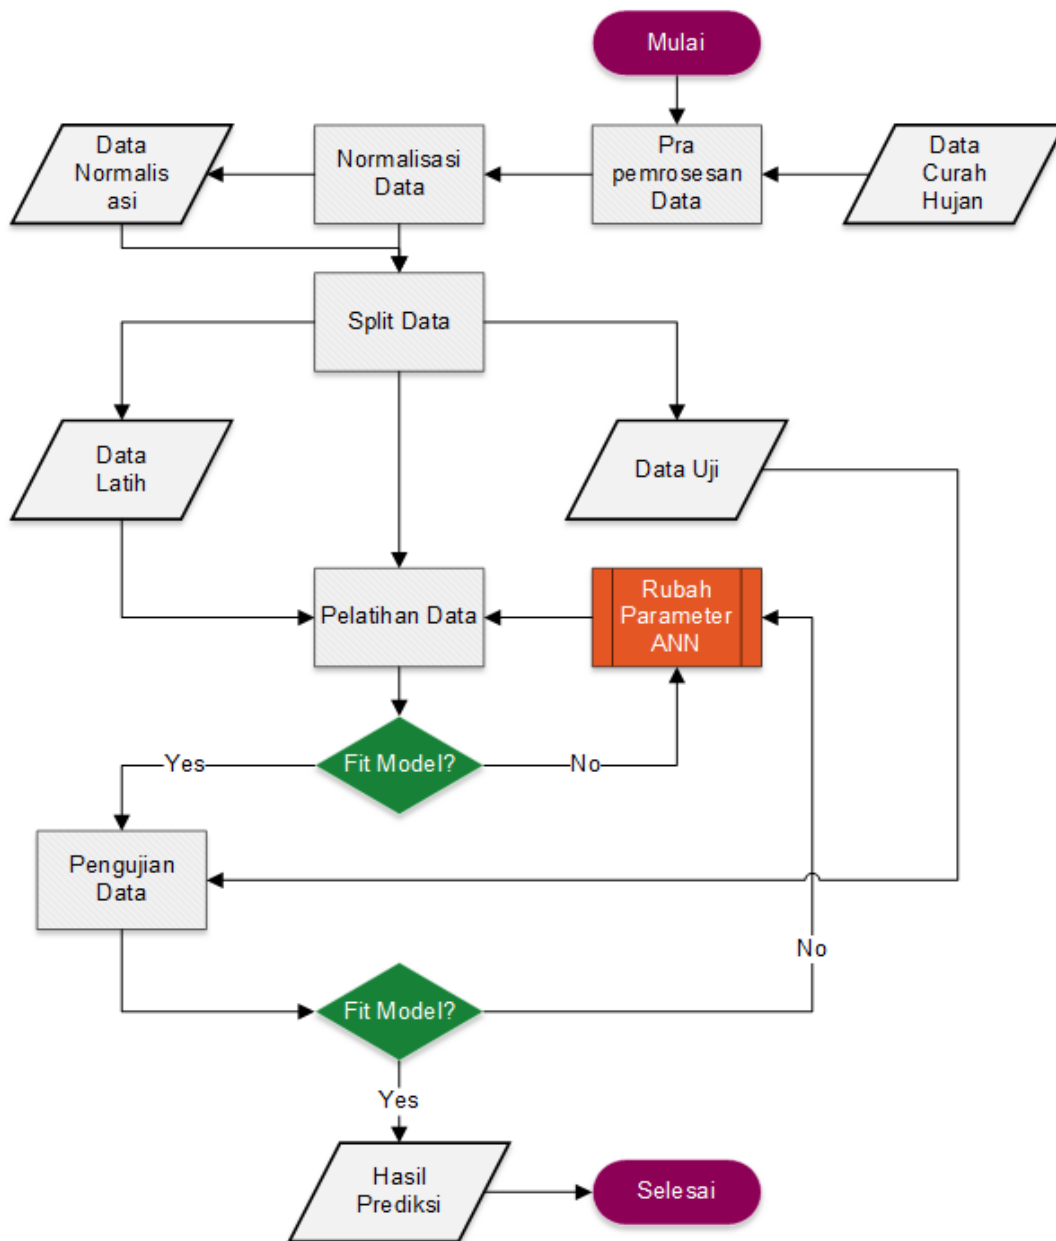 Mulai
Data
Normalis
asi
Normalisasi
Data
Pra
pemrosesan
Data
Data
Curah
Hujan
Split Data
Data
Latih
Data Uji
Pelatihan Data
Rubah
Parameter
ANN
Yes
Fit Model?
No
Pengujian
Data
No
Fit Model?
Yes
Hasil
Prediksi
Selesai